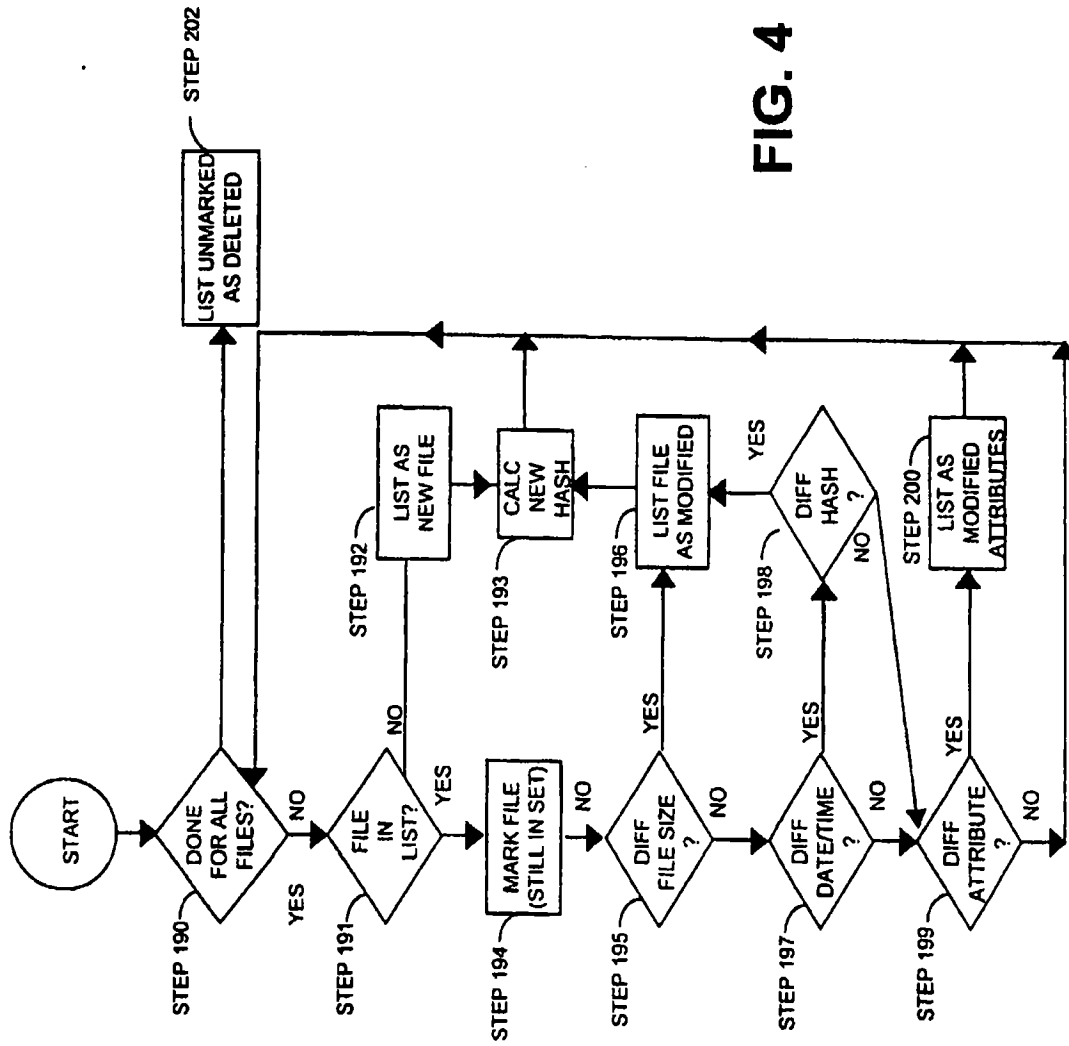 START
STEP 190
DONE
FOR ALL
FILES?
YES
NO
STEP 202
LIST UNMARKED
AS DELETED
STEP 191
FILE
IN
LIST?
NO
YES
STEP 192
LIST AS
NEW FILE
STEP 193
CALC
NEW
HASH
STEP 194
MARK FILE
(STILL IN SET)
NO
STEP 195
DIFF
FILE SIZE
?
YES
NO
STEP 196
LIST FILE
AS MODIFIED
STEP 197
DIFF
DATE/TIME
?
YES
NO
STEP 198
DIFF
HASH
?
YES
NO
STEP 199
DIFF
ATTRIBUTE
?
YES
NO
STEP 200
LIST AS
MODIFIED
ATTRIBUTES
FIG. 4